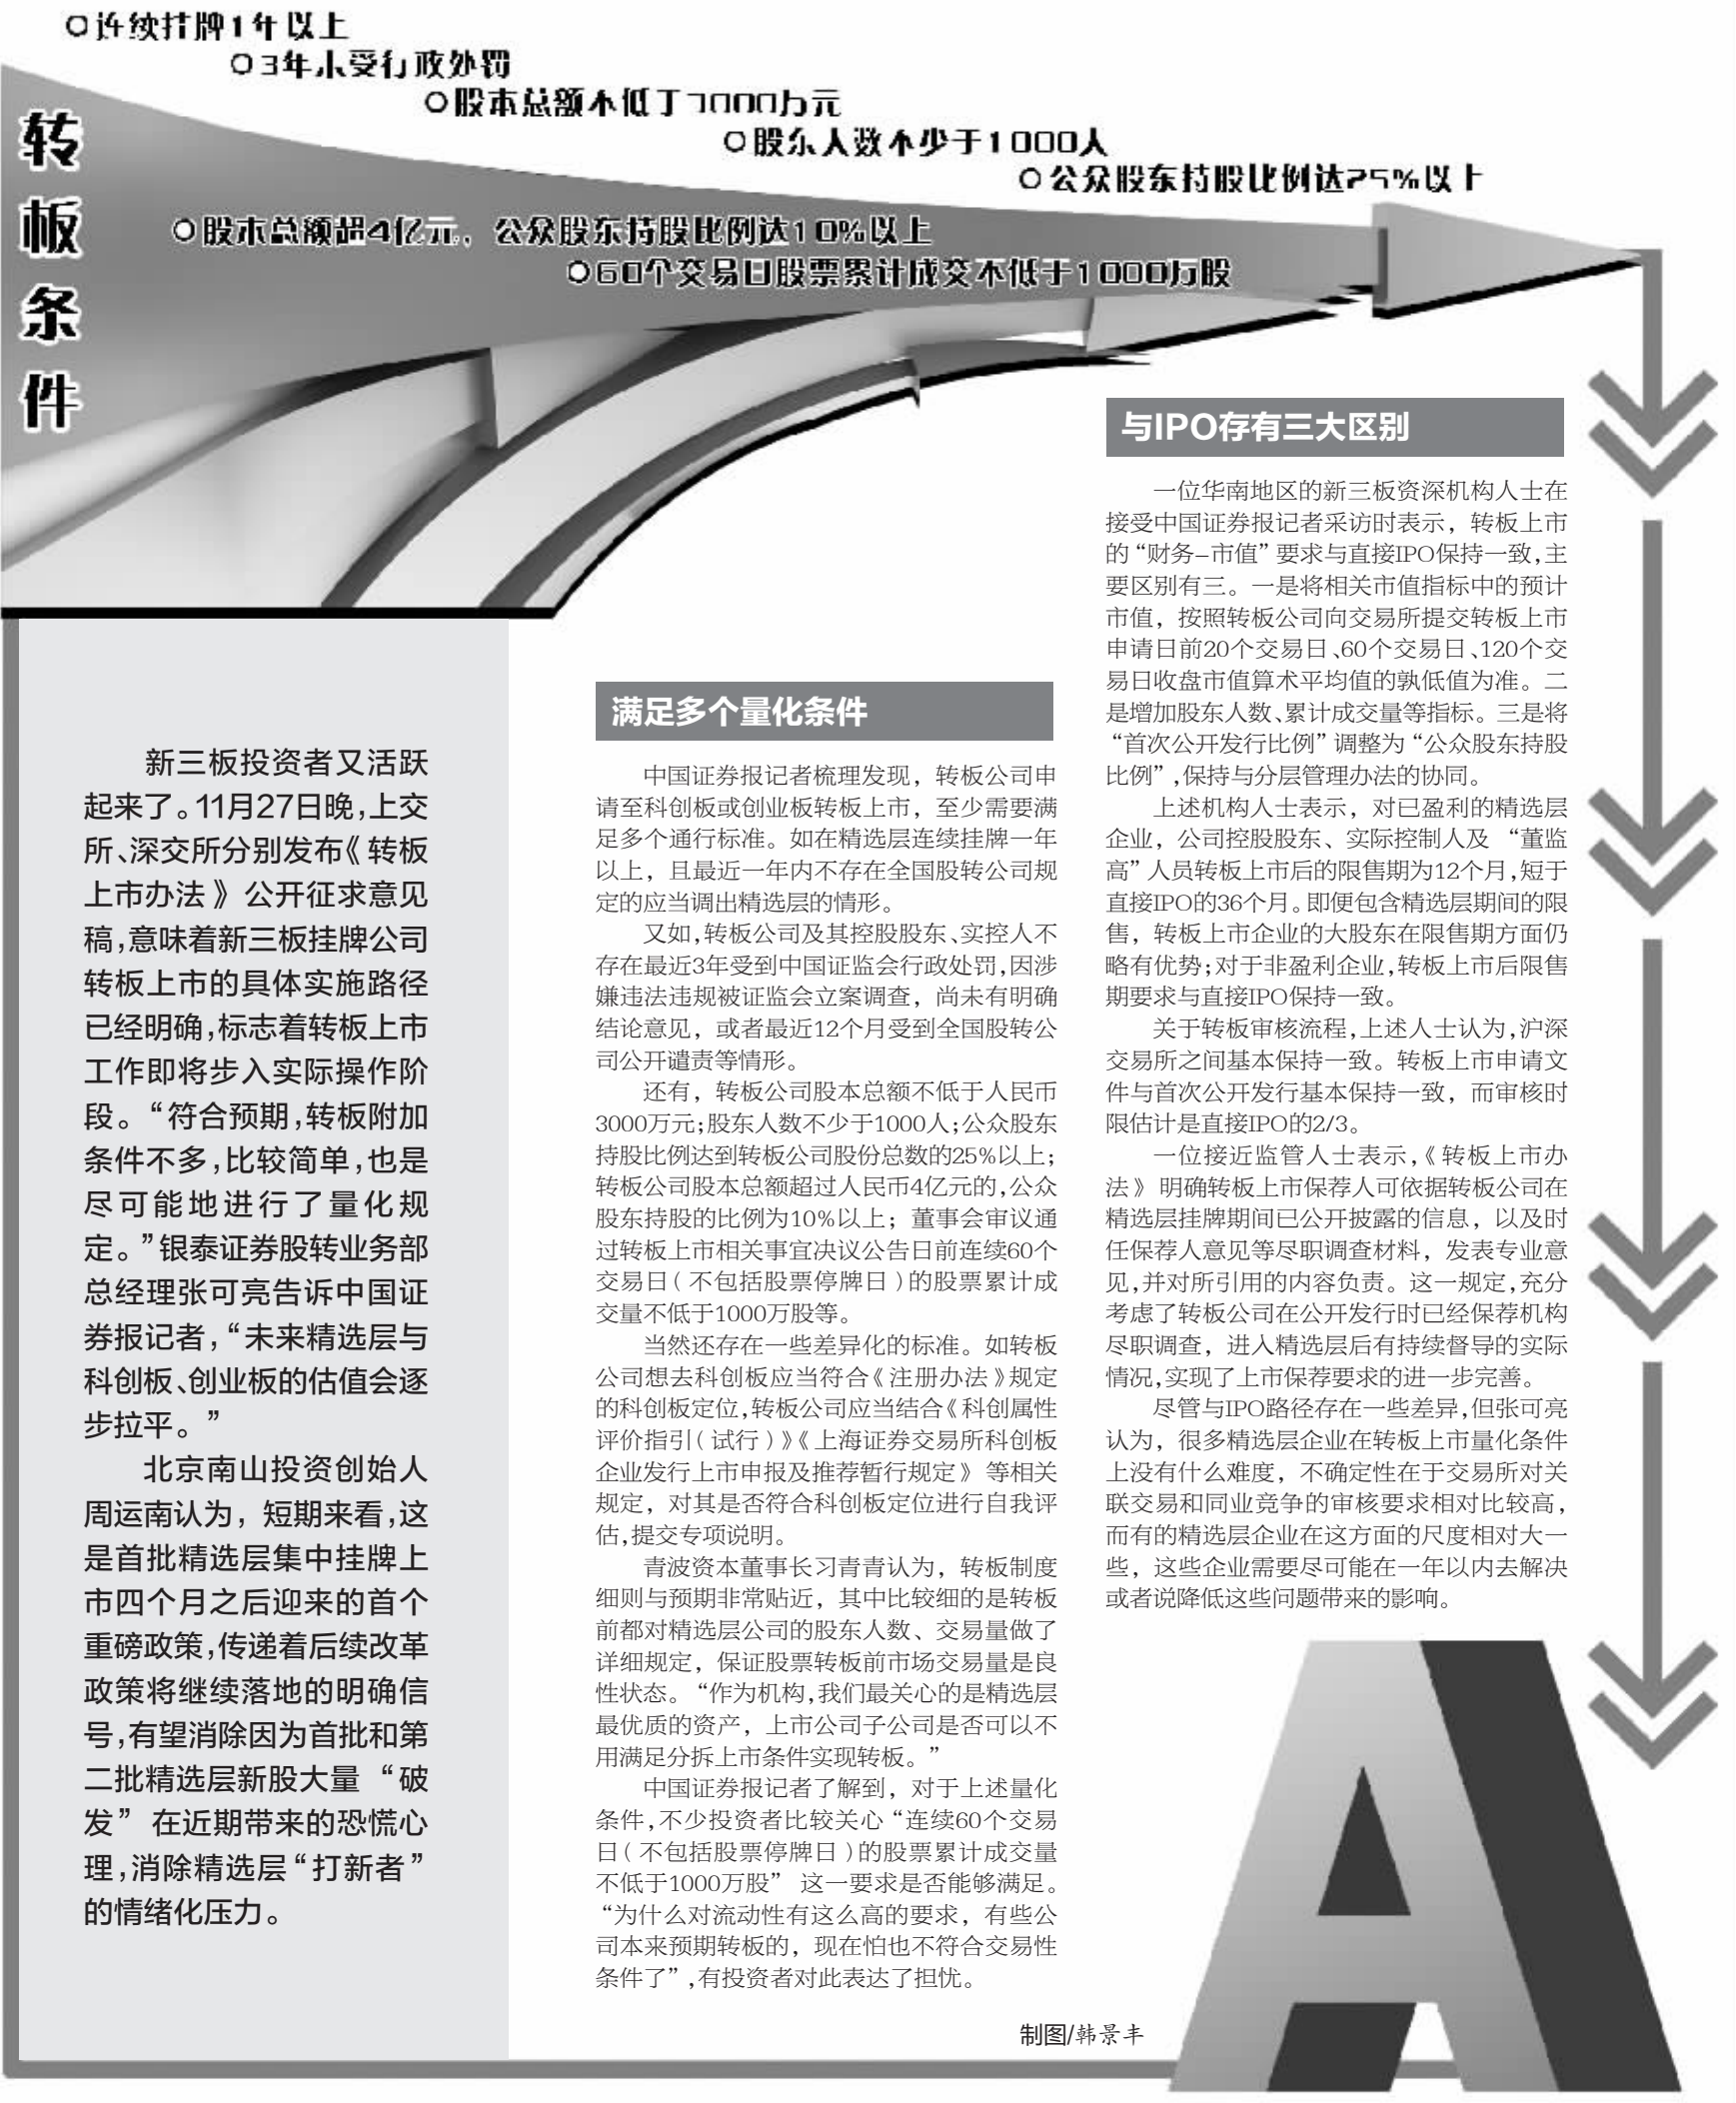 连续挂牌1年以上
3年未受行政处罚
股本总额不低于3000万元
股东人数不少于1000人
公众股东持股比例达25%以上
转板条件
股本总额超4亿元，公众股东持股比例达10%以上
60个交易日股票累计成交不低于1000万股
新三板投资者又活跃
起来了。11月27日晚，上交
所、深交所分别发布《转板
上市办法》公开征求意见
稿，意味着新三板挂牌公司
转板上市的具体实施路径
已经明确，标志着转板上市
工作即将步入实际操作阶
段。“符合预期，转板附加
条件不多，比较简单，也是
尽可能地进行了量化规
定。”银泰证券股转业务部
总经理张可亮告诉中国证
券报记者，“未来精选层与
科创板、创业板的估值会逐
步拉平。”
北京南山投资创始人
周运南认为，短期来看，这
是首批精选层集中挂牌上
市四个月之后迎来的首个
重磅政策，传递着后续改革
政策将继续落地的明确信
号，有望消除因为首批和第
二批精选层新股大量“破
发”在近期带来的恐慌心
理，消除精选层“打新者”
的情绪化压力。
满足多个量化条件
中国证券报记者梳理发现，转板公司申
请至科创板或创业板转板上市，至少需要满
足多个通行标准。如在精选层连续挂牌一年
以上，且最近一年内不存在全国股转公司规
定的应当调出精选层的情形。
又如，转板公司及其控股股东、实控人不
存在最近3年受到中国证监会行政处罚，因涉
嫌违法违规被证监会立案调查，尚未有明确
结论意见，或者最近12个月受到全国股转公
司公开谴责等情形。
还有，转板公司股本总额不低于人民币
3000万元；股东人数不少于1000人；公众股东
持股比例达到转板公司股份总数的25%以上；
转板公司股本总额超过人民币4亿元的，公众
股东持股的比例为10%以上；董事会审议通
过转板上市相关事宜决议公告日前连续60个
交易日（不包括股票停牌日）的股票累计成
交量不低于1000万股等。
当然还存在一些差异化的标准。如转板
公司想去科创板应当符合《注册办法》规定
的科创板定位，转板公司应当结合《科创属性
评价指引（试行）》《上海证券交易所科创板
企业发行上市申报及推荐暂行规定》等相关
规定，对其是否符合科创板定位进行自我评
估，提交专项说明。
青波资本董事长习青青认为，转板制度
细则与预期非常贴近，其中比较细的是转板
前都对精选层公司的股东人数、交易量做了
详细规定，保证股票转板前市场交易量是良
性状态。“作为机构，我们最关心的是精选层
最优质的资产，上市公司子公司是否可以不
用满足分拆上市条件实现转板。”
中国证券报记者了解到，对于上述量化
条件，不少投资者比较关心“连续60个交易
日（不包括股票停牌日）的股票累计成交量
不低于1000万股”这一要求是否能够满足。
“为什么对流动性有这么高的要求，有些公
司本来预期转板的，现在怕也不符合交易性
条件了”，有投资者对此表达了担忧。
与IPO存有三大区别
一位华南地区的新三板资深机构人士在
接受中国证券报记者采访时表示，转板上市
的“财务–市值”要求与直接IPO保持一致，主
要区别有三。一是将相关市值指标中的预计
市值，按照转板公司向交易所提交转板上市
申请日前20个交易日、60个交易日、120个交
易日收盘市值算术平均值的孰低值为准。二
是增加股东人数、累计成交量等指标。三是将
“首次公开发行比例”调整为“公众股东持股
比例”，保持与分层管理办法的协同。
上述机构人士表示，对已盈利的精选层
企业，公司控股股东、实际控制人及“董监
高”人员转板上市后的限售期为12个月，短于
直接IPO的36个月。即便包含精选层期间的限
售，转板上市企业的大股东在限售期方面仍
略有优势；对于非盈利企业，转板上市后限售
期要求与直接IPO保持一致。
关于转板审核流程，上述人士认为，沪深
交易所之间基本保持一致。转板上市申请文
件与首次公开发行基本保持一致，而审核时
限估计是直接IPO的2/3。
一位接近监管人士表示，《转板上市办
法》明确转板上市保荐人可依据转板公司在
精选层挂牌期间已公开披露的信息，以及时
任保荐人意见等尽职调查材料，发表专业意
见，并对所引用的内容负责。这一规定，充分
考虑了转板公司在公开发行时已经保荐机构
尽职调查，进入精选层后有持续督导的实际
情况，实现了上市保荐要求的进一步完善。
尽管与IPO路径存在一些差异，但张可亮
认为，很多精选层企业在转板上市量化条件
上没有什么难度，不确定性在于交易所对关
联交易和同业竞争的审核要求相对比较高，
而有的精选层企业在这方面的尺度相对大一
些，这些企业需要尽可能在一年以内去解决
或者说降低这些问题带来的影响。
A
制图/韩景丰